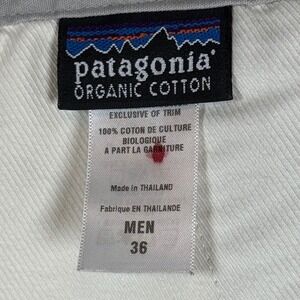 patagonia®
ORGANIC COTTON
EXCLUSIVE OF TRIM
100% COTON DE CULTURE
BIOLOGIQUE
A PART LA GARNITURE
Made in THAILAND
Fabriqué EN THAILANDE
MEN
36